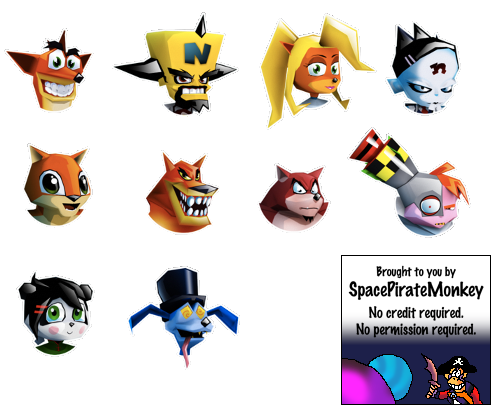 N
n
Brought to you by
SpacePirateMonkey
No credit required.
No permission required.